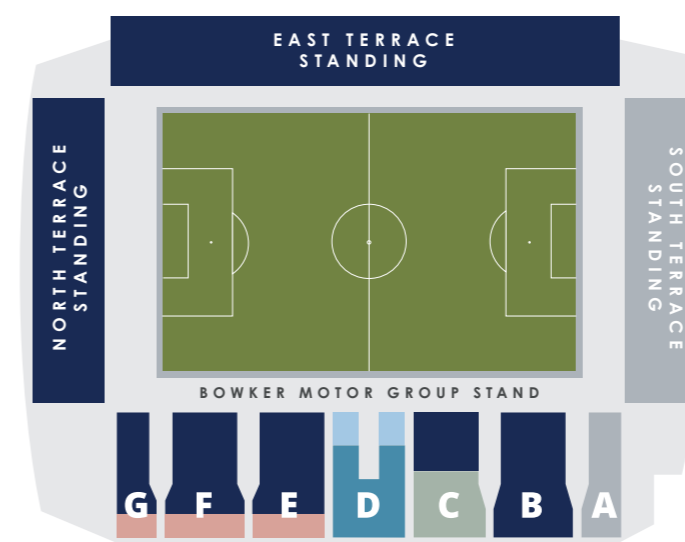 EAST TERRACE
STANDING
NORTH TERRACE
STANDING
SOUTH TERRACE
STANDING
BOWKER MOTOR GROUP STAND
G F E D C B A